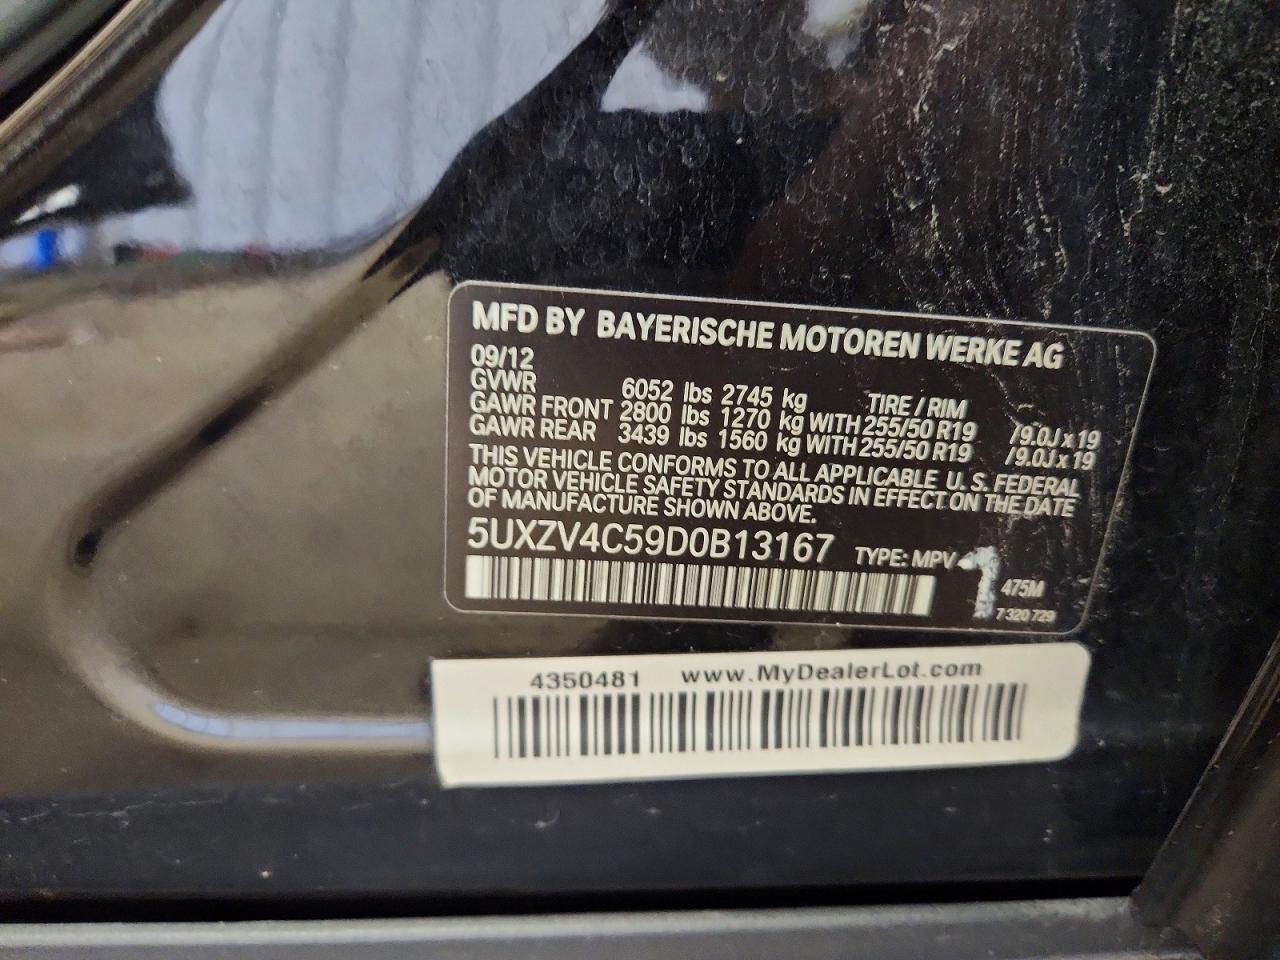 MFD BY BAYERISCHE MOTOREN WERKE AG
09/12
GVWR 6052 lbs 2745 kg TIRE / RIM
GAWR FRONT 2800 lbs 1270 kg WITH 255/50 R19 /9.0J x 19
GAWR REAR 3439 lbs 1560 kg WITH 255/50 R19 /9.0J x 19
THIS VEHICLE CONFORMS TO ALL APPLICABLE U. S. FEDERAL
MOTOR VEHICLE SAFETY STANDARDS IN EFFECT ON THE DATE
OF MANUFACTURE SHOWN ABOVE.
5UXZV4C59D0B13167 TYPE: MPV 1
475M
7 320 729
4350481 www.MyDealerLot.com